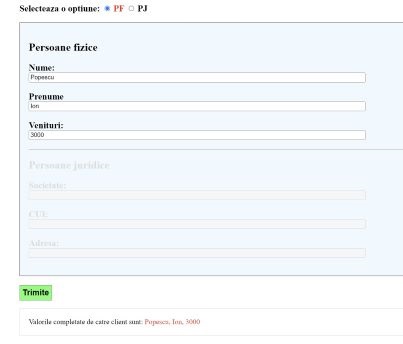 Selecteaza o optiune: PF PJ
Persoane fizice
Nume:
Popescu
Prenume
Ion
Venituri:
3000
Persoane juridice
Societate:
CUI:
Adresa:
Trimite
Valorile completate de catre client sunt: Popescu, Ion, 3000